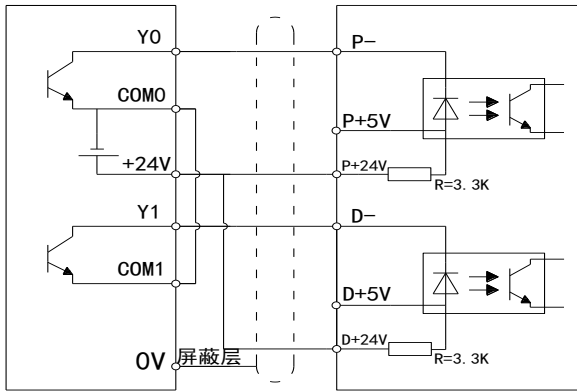 Y0
P-
COM0
P+5V
+24V
P+24V
R=3.3K
Y1
D-
COM1
D+5V
D+24V
0V
屏蔽层
R=3.3K